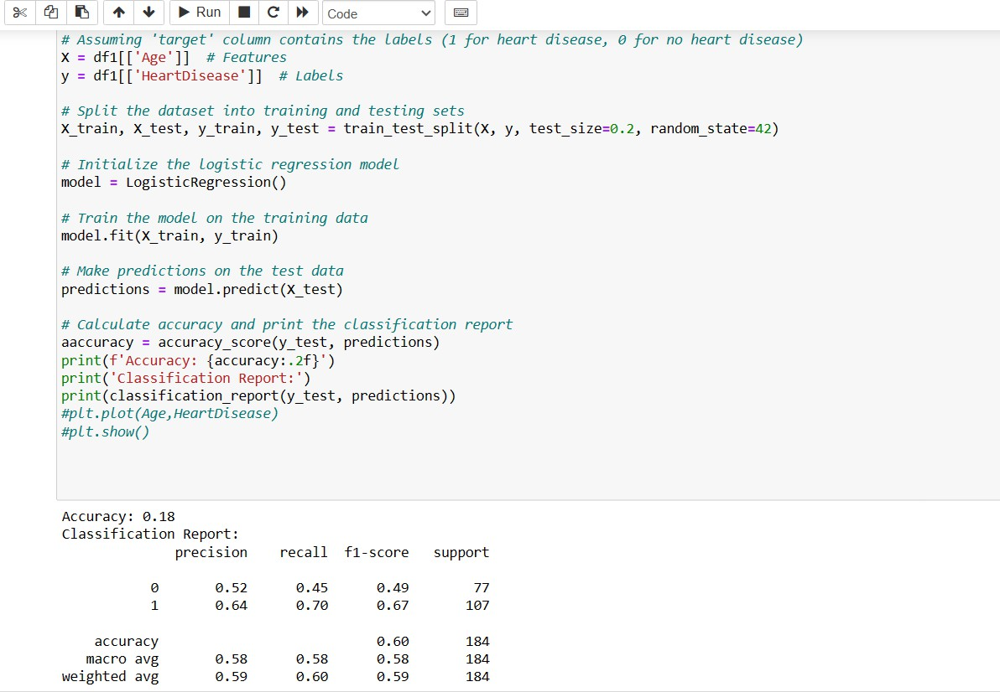 Run Code
# Assuming 'target' column contains the labels (1 for heart disease, 0 for no heart disease)
X = df1[['Age']]  # Features
y = df1[['HeartDisease']]  # Labels
# Split the dataset into training and testing sets
X_train, X_test, y_train, y_test = train_test_split(X, y, test_size=0.2, random_state=42)
# Initialize the logistic regression model
model = LogisticRegression()
# Train the model on the training data
model.fit(X_train, y_train)
# Make predictions on the test data
predictions = model.predict(X_test)
# Calculate accuracy and print the classification report
aaccuracy = accuracy_score(y_test, predictions)
print(f'Accuracy: {accuracy:.2f}')
print('Classification Report:')
print(classification_report(y_test, predictions))
#plt.plot(Age,HeartDisease)
#plt.show()
Accuracy: 0.18
Classification Report:
precision recall f1-score support
0 0.52 0.45 0.49 77
1 0.64 0.70 0.67 107
accuracy 0.60 184
macro avg 0.58 0.58 0.58 184
weighted avg 0.59 0.60 0.59 184